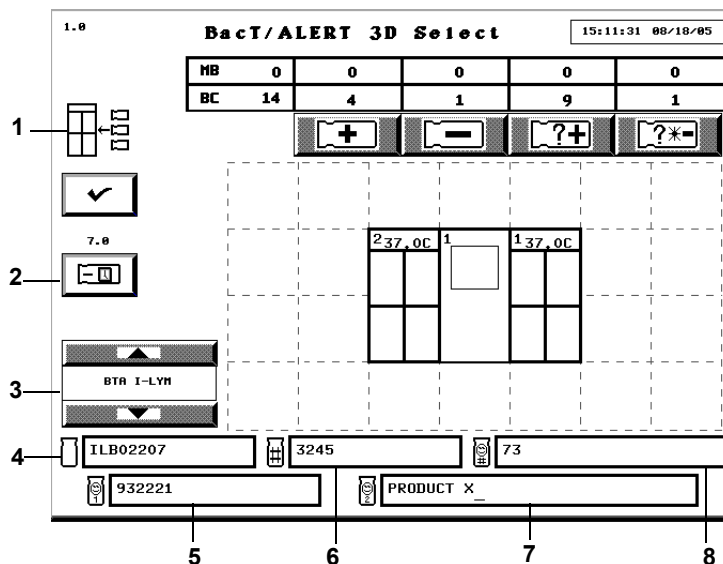 1.0
BacT/ALERT 3D Select
15:11:31 08/18/05
MB 0 0 0 0 0
BC 14 4 1 9 1
+ − ?+ ?*-
1
7.0
2
2 37.0C 1 1 37.0C
3
BTA I-LYM
4
ILB02207 # 3245 # 73
1 932221 2 PRODUCT X_
5 6 7 8